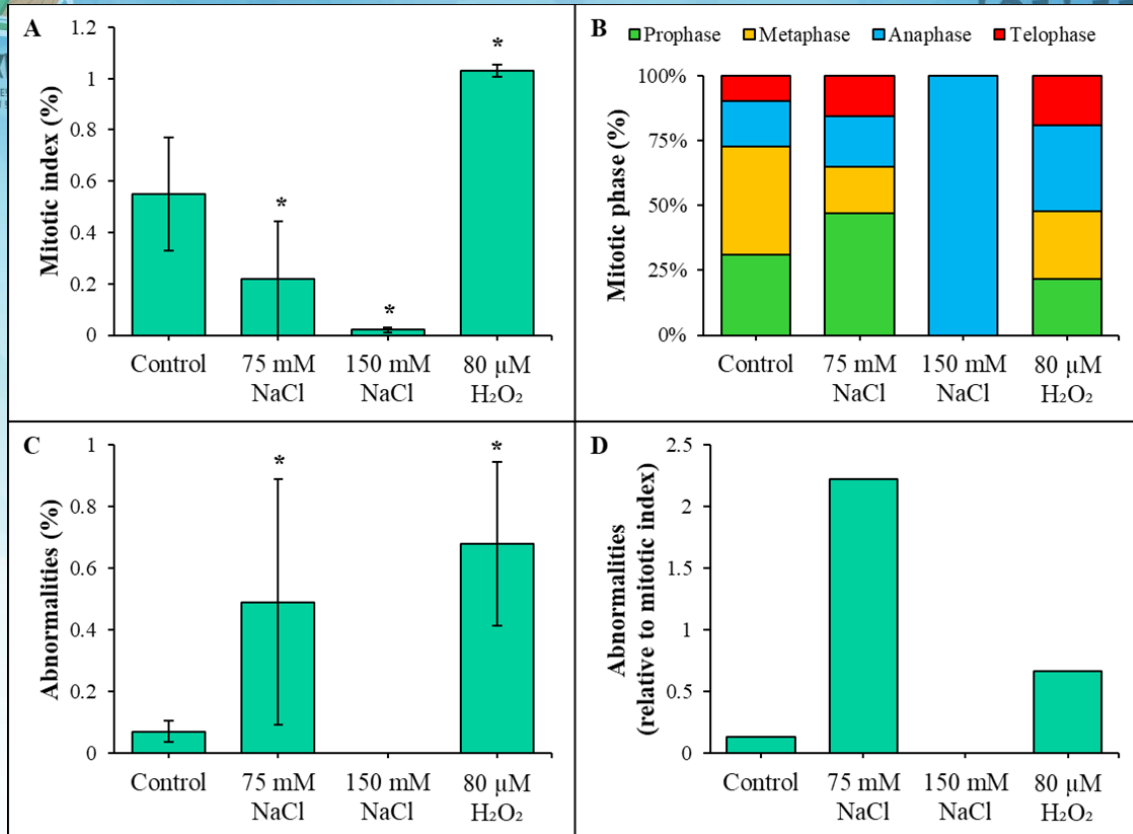 A
Mitotic index (%)
1.2
1
0.8
0.6
0.4
0.2
0
*
*
*
Control
75 mM
NaCl
150 mM
NaCl
80 µM
H₂O₂
B
Prophase Metaphase Anaphase Telophase
Mitotic phase (%)
100%
75%
50%
25%
0%
Control
75 mM
NaCl
150 mM
NaCl
80 µM
H₂O₂
C
Abnormalities (%)
1
0.8
0.6
0.4
0.2
0
*
*
Control
75 mM
NaCl
150 mM
NaCl
80 µM
H₂O₂
D
Abnormalities
(relative to mitotic index)
2.5
2
1.5
1
0.5
0
Control
75 mM
NaCl
150 mM
NaCl
80 µM
H₂O₂